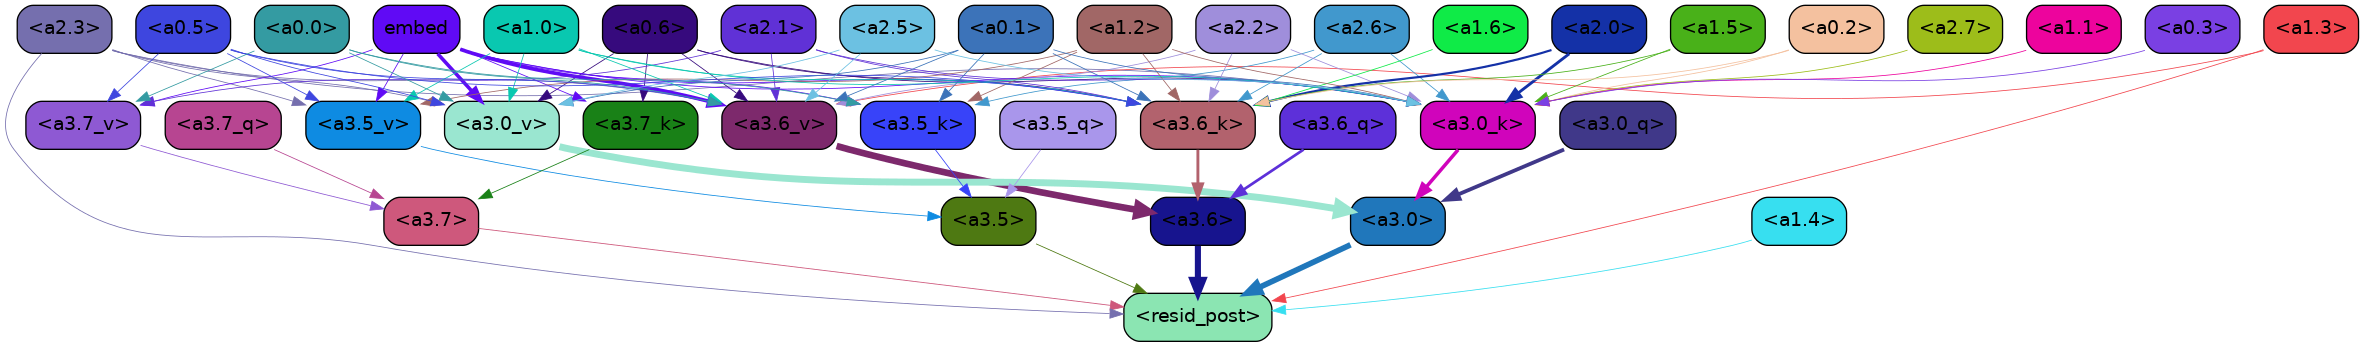 <a2.3> <a0.5> <a0.0> embed <a1.0> <a0.6> <a2.1> <a2.5> <a0.1> <a1.2> <a2.2> <a2.6> <a1.6> <a2.0> <a1.5> <a0.2> <a2.7> <a1.1> <a0.3> <a1.3>
<a3.7_v> <a3.7_q> <a3.5_v> <a3.0_v> <a3.7_k> <a3.6_v> <a3.5_k> <a3.5_q> <a3.6_k> <a3.6_q> <a3.0_k> <a3.0_q>
<a3.7> <a3.5> <a3.6> <a3.0> <a1.4>
<resid_post>